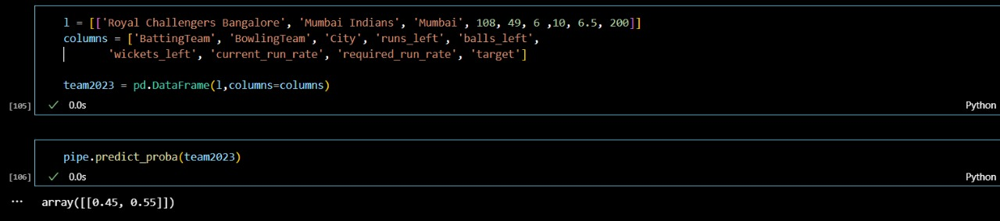 l = [['Royal Challengers Bangalore', 'Mumbai Indians', 'Mumbai', 108, 49, 6 ,10, 6.5, 200]]
columns = ['BattingTeam', 'BowlingTeam', 'City', 'runs_left', 'balls_left',
'wickets_left', 'current_run_rate', 'required_run_rate', 'target']
team2023 = pd.DataFrame(l,columns=columns)
[105] ✓ 0.0s Python
pipe.predict_proba(team2023)
[106] ✓ 0.0s Python
... array([[0.45, 0.55]])